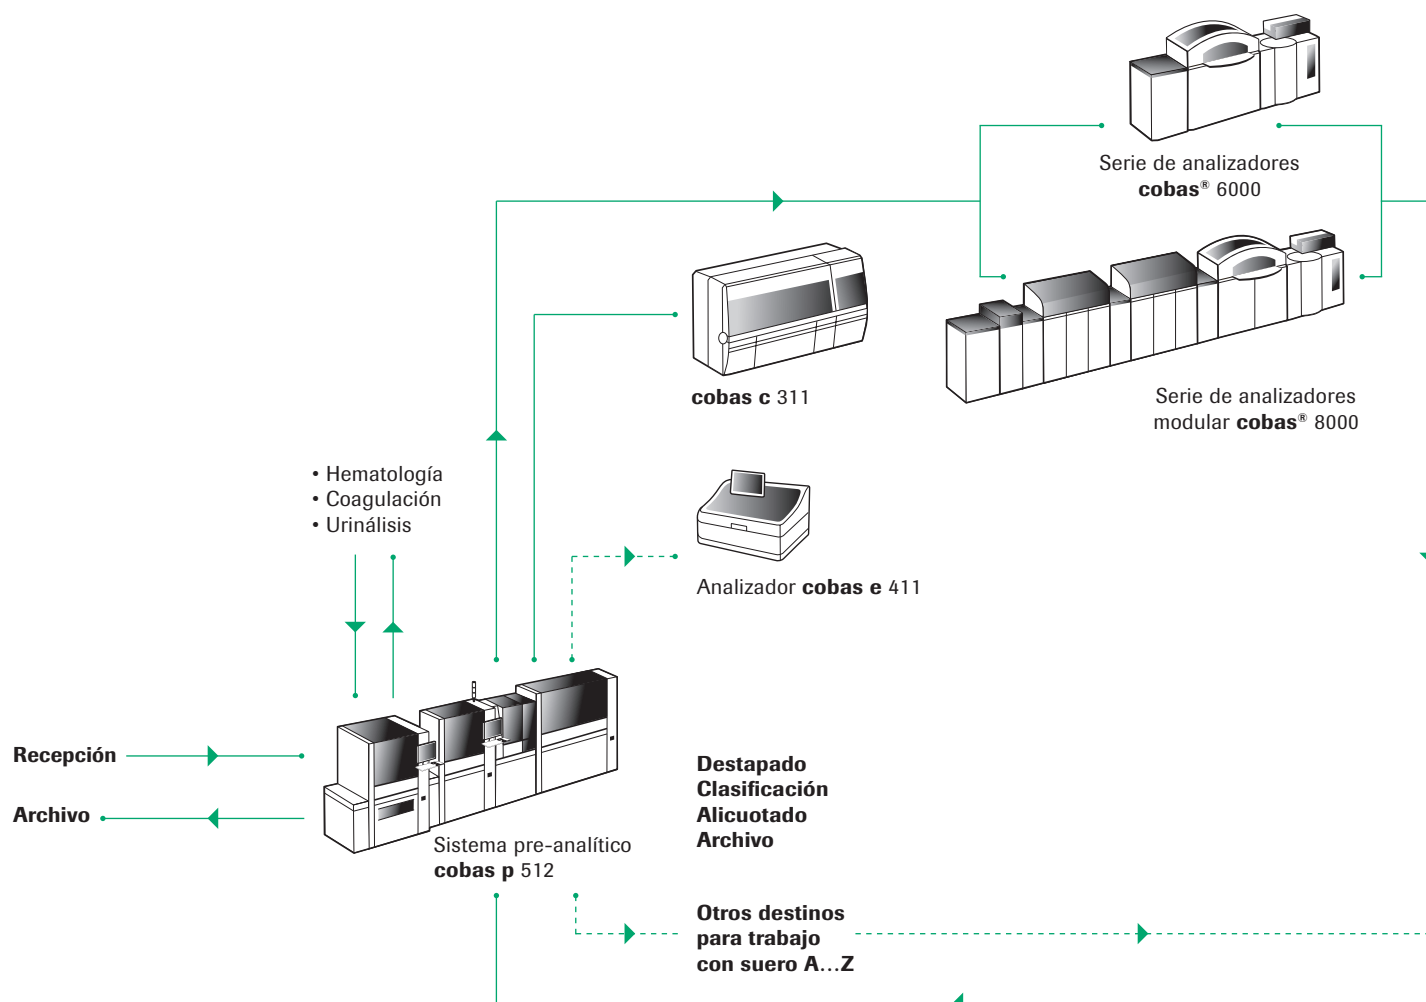 Serie de analizadores
cobas® 6000
cobas c 311
Serie de analizadores
modular cobas® 8000
• Hematología
• Coagulación
• Urinálisis
Analizador cobas e 411
Recepción
Archivo
Sistema pre-analítico
cobas p 512
Destapado
Clasificación
Alicuotado
Archivo
Otros destinos
para trabajo
con suero A...Z